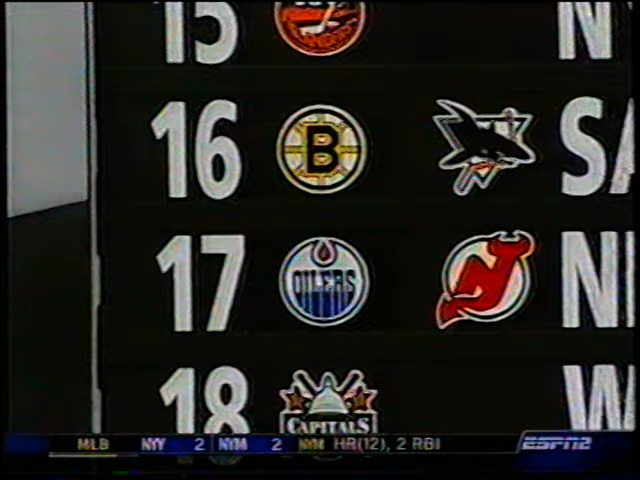 15
N
16 B SA
17 OILERS N
18 CAPITALS W
MLB NYY 2 NYM 2 NYM HR(12), 2 RBI ESPN2